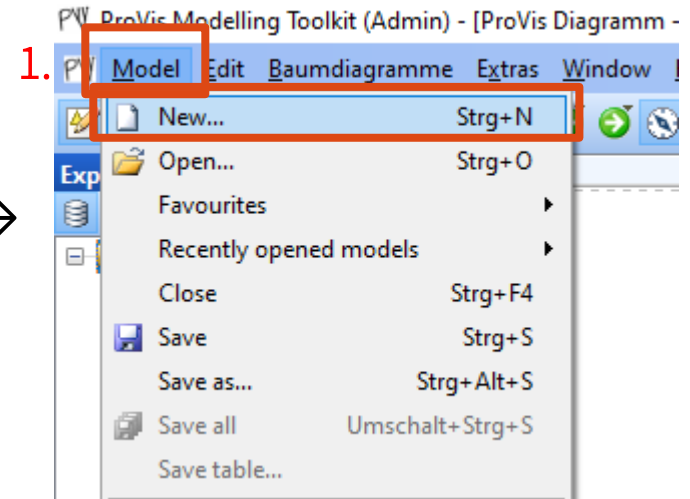 ProVis Modelling Toolkit (Admin) - [ProVis Diagramm -
1. Model Edit Baumdiagramme Extras Window
New... Strg+N
Open... Strg+O
Exp
Favourites
Recently opened models
Close Strg+F4
Save Strg+S
Save as... Strg+Alt+S
Save all Umschalt+Strg+S
Save table...